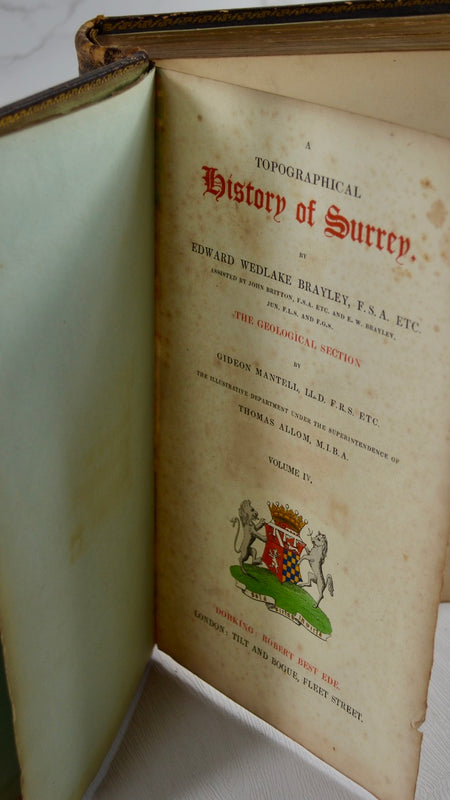 A
TOPOGRAPHICAL
History of Surrey.
BY
EDWARD WEDLAKE BRAYLEY, F.S.A. ETC.
ASSISTED BY JOHN BRITTON, F.S.A. ETC. AND E. W. BRAYLEY,
JUN. F.L.S. AND F.G.S.
THE GEOLOGICAL SECTION
BY
GIDEON MANTELL, LL.D. F.R.S. ETC.
THE ILLUSTRATIVE DEPARTMENT UNDER THE SUPERINTENDENCE OF
THOMAS ALLOM, M.I.B.A.
VOLUME IV.
DORKING: ROBERT BEST EDE.
LONDON: TILT AND BOGUE, FLEET STREET.